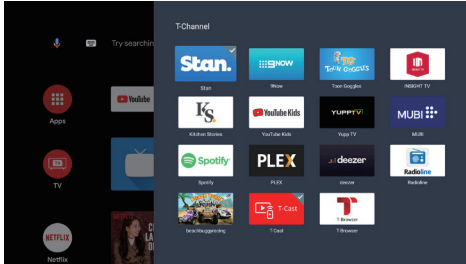 T-Channel
Try searchin
Stan.
9NOW
TOON GOGGLES
INSIGHT TV
Stan
9Now
Toon Goggles
INSIGHT TV
Apps
YouTube
KS
YouTube Kids
YUPPTV
MUBI
Kitchen Stories
YouTube Kids
Yupp TV
MUBI
TV
Spotify
PLEX
deezer
Radioline
Spotify
PLEX
deezer
Radioline
NETFLIX
T-Cast
T
T-Browser
beachbuggyracing
T-Cast
T-Browser
Netflix